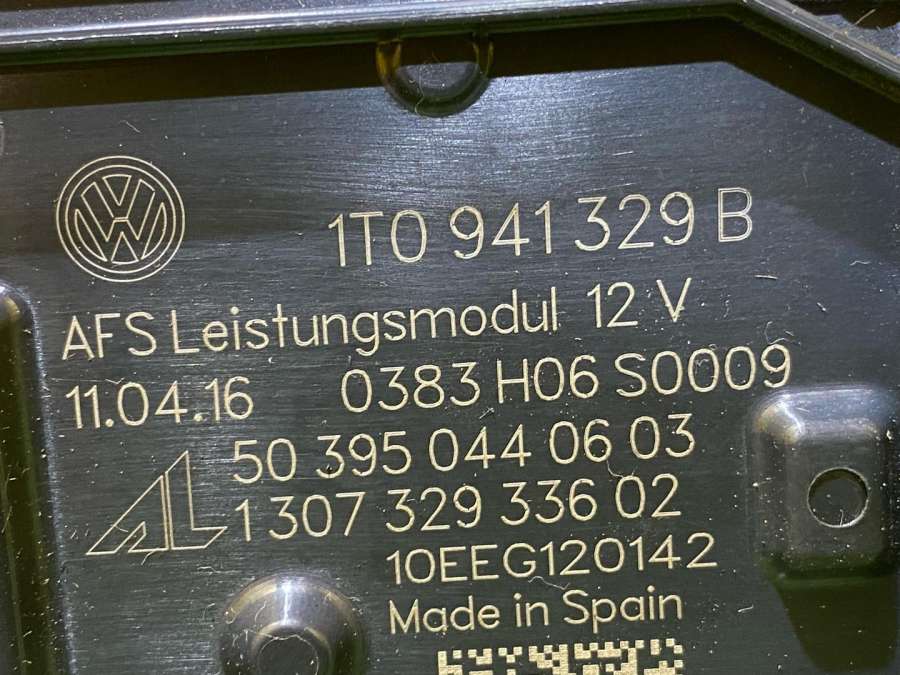 1T0 941 329 B
AFS Leistungsmodul 12 V
11.04.16 0383 H06 S0009
50 395 044 06 03
AL 1 307 329 336 02
10EEG120142
Made in Spain